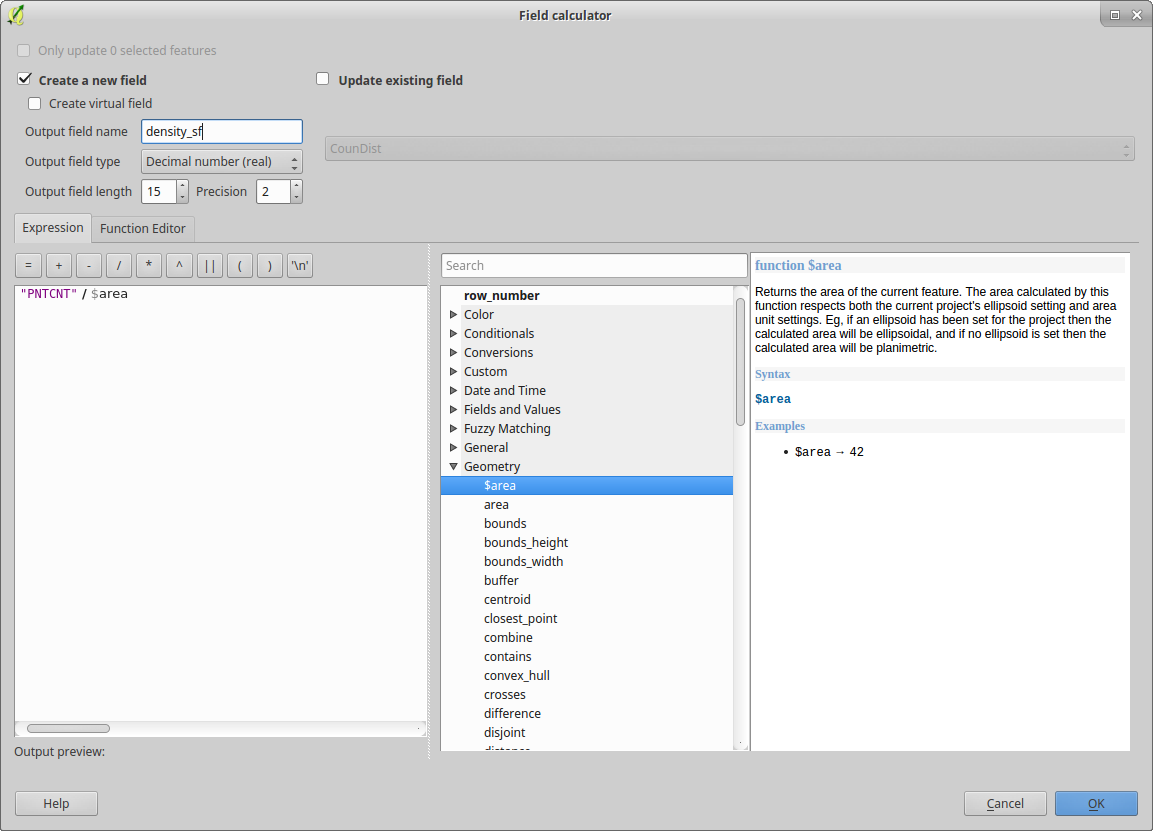 Field calculator
Only update 0 selected features
Create a new field
Update existing field
Create virtual field
Output field name density_sf
CounDist
Output field type Decimal number (real)
Output field length 15 Precision 2
Expression Function Editor
= + - / * ^ || ( ) '\n'
"PNTCNT" / $area
Output preview:
Search
row_number
Color
Conditionals
Conversions
Custom
Date and Time
Fields and Values
Fuzzy Matching
General
Geometry
$area
area
bounds
bounds_height
bounds_width
buffer
centroid
closest_point
combine
contains
convex_hull
crosses
difference
disjoint
distance
function $area
Returns the area of the current feature. The area calculated by this
function respects both the current project's ellipsoid setting and area
unit settings. Eg, if an ellipsoid has been set for the project then the
calculated area will be ellipsoidal, and if no ellipsoid is set then the
calculated area will be planimetric.
Syntax
$area
Examples
• $area → 42
Help
Cancel
OK